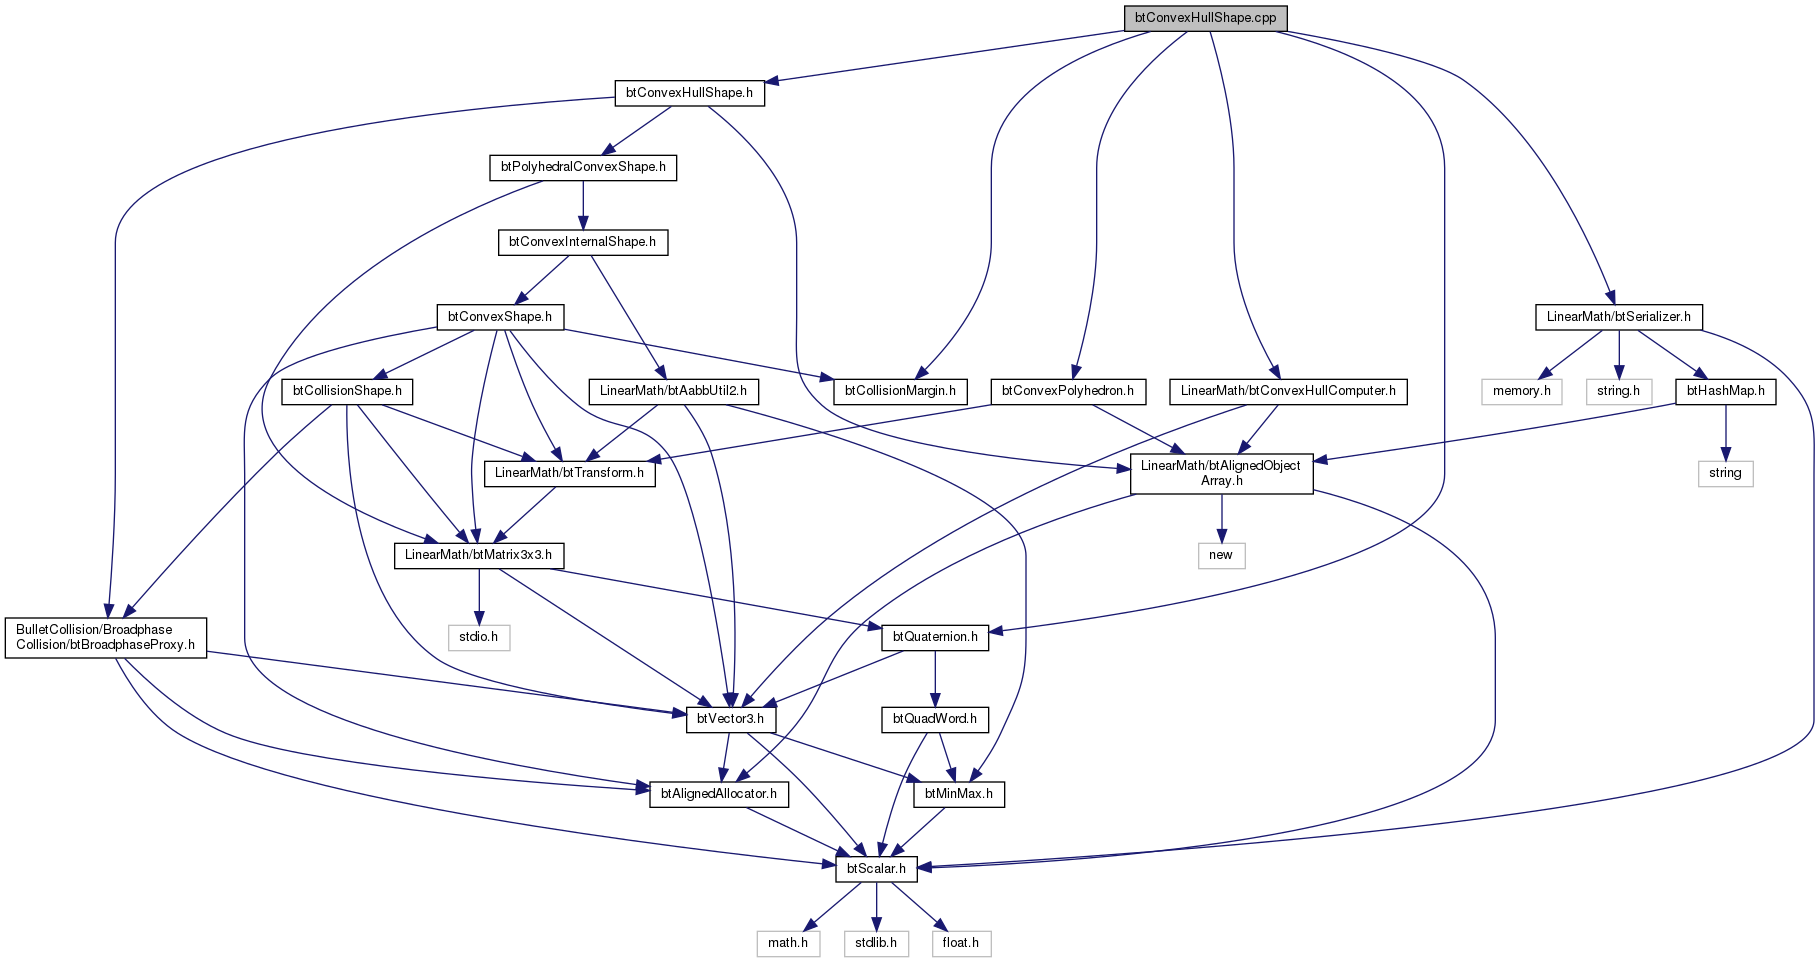 btConvexHullShape.cpp
btConvexHullShape.h
btPolyhedralConvexShape.h
btConvexInternalShape.h
btConvexShape.h
LinearMath/btSerializer.h
btCollisionShape.h
LinearMath/btAabbUtil2.h
btCollisionMargin.h
btConvexPolyhedron.h
LinearMath/btConvexHullComputer.h
memory.h
string.h
btHashMap.h
LinearMath/btTransform.h
LinearMath/btAlignedObject
Array.h
string
LinearMath/btMatrix3x3.h
new
BulletCollision/Broadphase
Collision/btBroadphaseProxy.h
stdio.h
btQuaternion.h
btVector3.h
btQuadWord.h
btAlignedAllocator.h
btMinMax.h
btScalar.h
math.h
stdlib.h
float.h